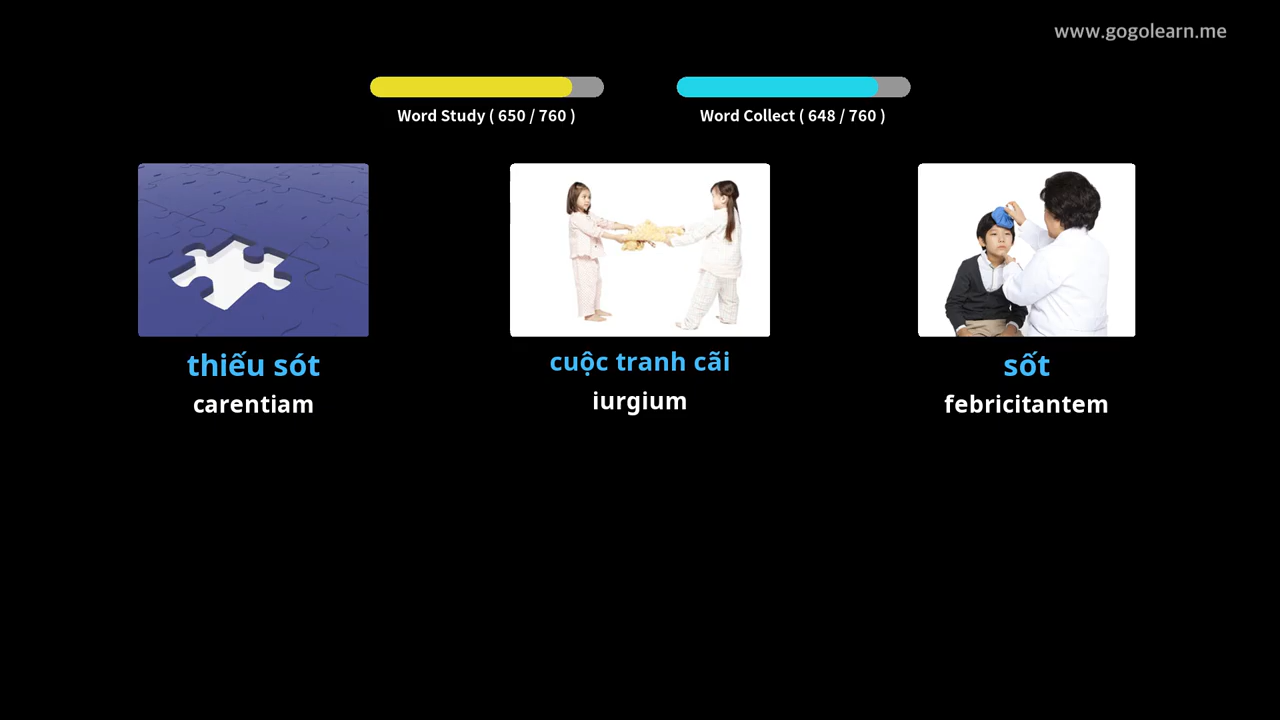 www.gogolearn.me
Word Study ( 650 / 760 )
Word Collect ( 648 / 760 )
thiếu sót
carentiam
cuộc tranh cãi
iurgium
sốt
febricitantem